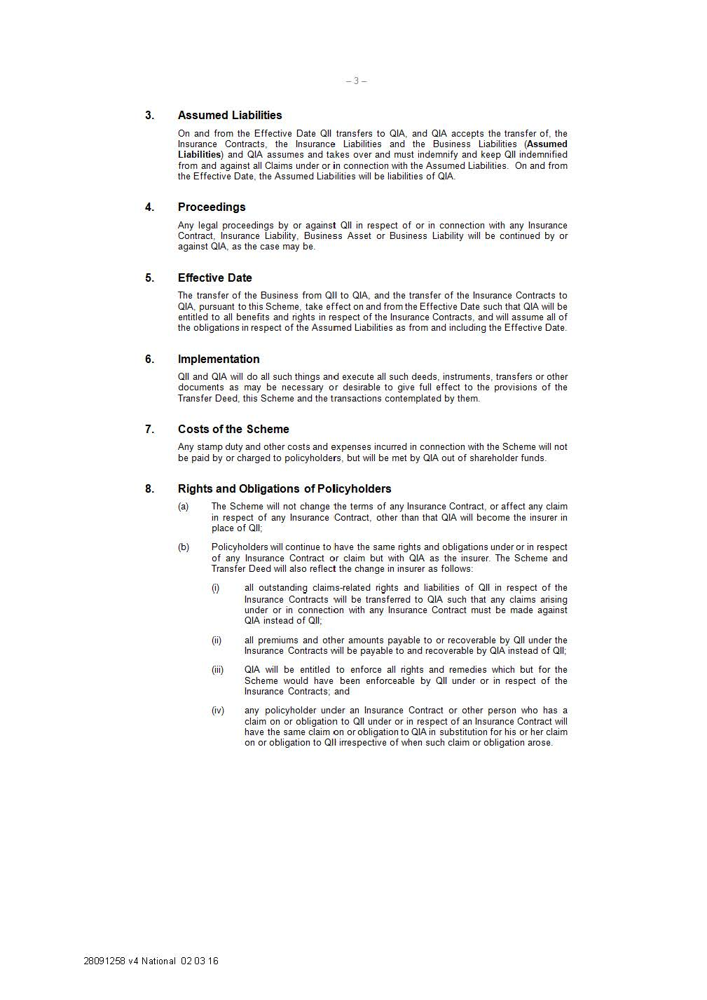 – 3 –
3. Assumed Liabilities
On and from the Effective Date QII transfers to QIA, and QIA accepts the transfer of, the
Insurance Contracts, the Insurance Liabilities and the Business Liabilities (Assumed
Liabilities) and QIA assumes and takes over and must indemnify and keep QII indemnified
from and against all Claims under or in connection with the Assumed Liabilities. On and from
the Effective Date, the Assumed Liabilities will be liabilities of QIA.
4. Proceedings
Any legal proceedings by or against QII in respect of or in connection with any Insurance
Contract, Insurance Liability, Business Asset or Business Liability will be continued by or
against QIA, as the case may be.
5. Effective Date
The transfer of the Business from QII to QIA, and the transfer of the Insurance Contracts to
QIA, pursuant to this Scheme, take effect on and from the Effective Date such that QIA will be
entitled to all benefits and rights in respect of the Insurance Contracts, and will assume all of
the obligations in respect of the Assumed Liabilities as from and including the Effective Date.
6. Implementation
QII and QIA will do all such things and execute all such deeds, instruments, transfers or other
documents as may be necessary or desirable to give full effect to the provisions of the
Transfer Deed, this Scheme and the transactions contemplated by them.
7. Costs of the Scheme
Any stamp duty and other costs and expenses incurred in connection with the Scheme will not
be paid by or charged to policyholders, but will be met by QIA out of shareholder funds.
8. Rights and Obligations of Policyholders
(a) The Scheme will not change the terms of any Insurance Contract, or affect any claim
in respect of any Insurance Contract, other than that QIA will become the insurer in
place of QII;
(b) Policyholders will continue to have the same rights and obligations under or in respect
of any Insurance Contract or claim but with QIA as the insurer. The Scheme and
Transfer Deed will also reflect the change in insurer as follows:
(i) all outstanding claims-related rights and liabilities of QII in respect of the
Insurance Contracts will be transferred to QIA such that any claims arising
under or in connection with any Insurance Contract must be made against
QIA instead of QII;
(ii) all premiums and other amounts payable to or recoverable by QII under the
Insurance Contracts will be payable to and recoverable by QIA instead of QII;
(iii) QIA will be entitled to enforce all rights and remedies which but for the
Scheme would have been enforceable by QII under or in respect of the
Insurance Contracts; and
(iv) any policyholder under an Insurance Contract or other person who has a
claim on or obligation to QII under or in respect of an Insurance Contract will
have the same claim on or obligation to QIA in substitution for his or her claim
on or obligation to QII irrespective of when such claim or obligation arose.
28091258 v4 National 02 03 16